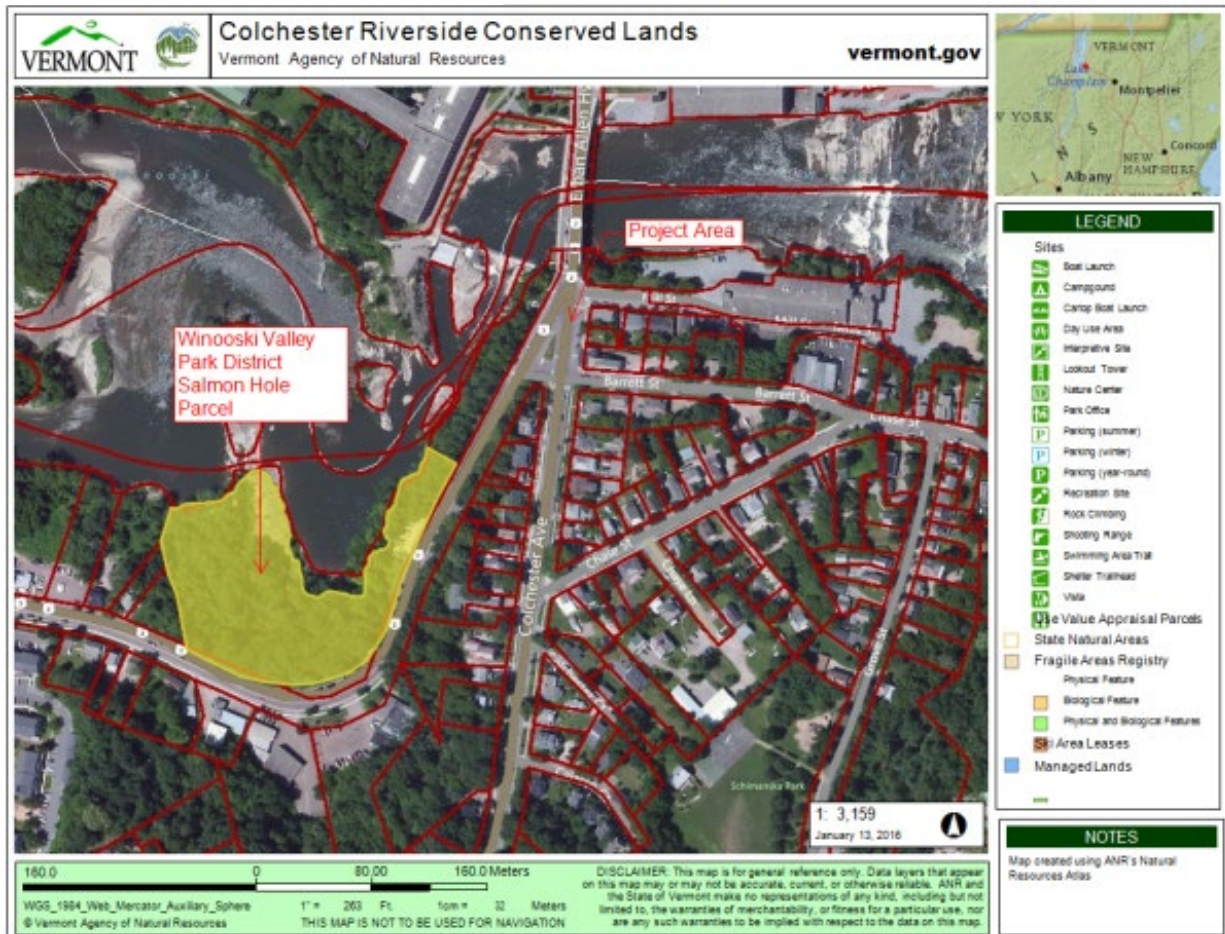 VERMONT
Colchester Riverside Conserved Lands
Vermont Agency of Natural Resources
vermont.gov
VERMONT
Lake
Champlain
Montpelier
W YORK
NEW
HAMPSHIRE
Concord
Albany
Project Area
Winooski Valley
Park District
Salmon Hole
Parcel
Barrett St
Barrett St
Chase St
Chase St
Colchester Ave
Grove St
Schmanska Park
1: 3,159
January 13, 2016
LEGEND
Sites
Boat Launch
Campground
Cartop Boat Launch
Day Use Area
Interpretive Site
Lookout Tower
Nature Center
Park Office
Parking (summer)
Parking (winter)
Parking (year-round)
Recreation Site
Rock Climbing
Shooting Range
Swimming Area Trail
Shelter Trailhead
Vista
Use Value Appraisal Parcels
State Natural Areas
Fragile Areas Registry
Physical Feature
Biological Feature
Physical and Biological Features
Ski Area Leases
Managed Lands
NOTES
Map created using ANR's Natural
Resources Atlas
160.0 0 80.00 160.0 Meters
WGS_1984_Web_Mercator_Auxiliary_Sphere 1" = 263 Ft. 1cm = 32 Meters
© Vermont Agency of Natural Resources THIS MAP IS NOT TO BE USED FOR NAVIGATION
DISCLAIMER: This map is for general reference only. Data layers that appear
on this map may or may not be accurate, current, or otherwise reliable. ANR and
the State of Vermont make no representations of any kind, including but not
limited to, the warranties of merchantability, or fitness for a particular use, nor
are any such warranties to be implied with respect to the data on this map.